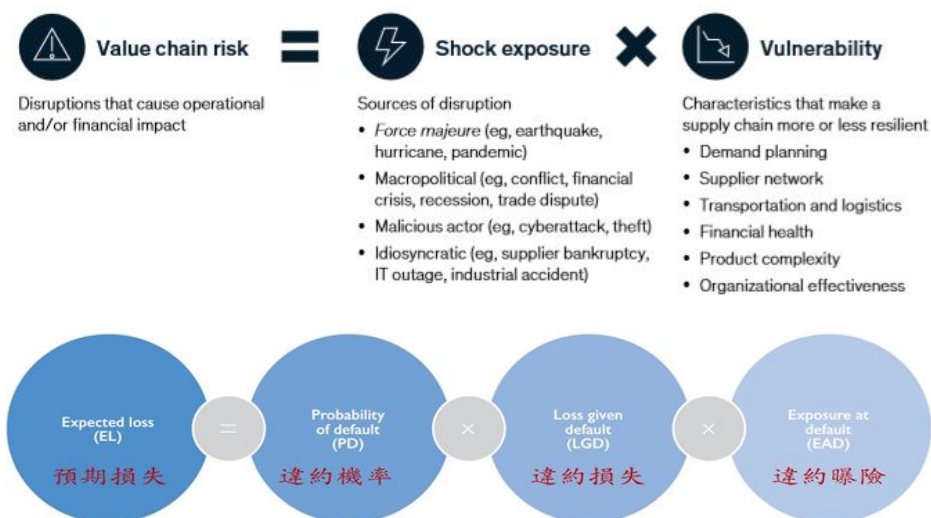 Value chain risk = Shock exposure × Vulnerability
Disruptions that cause operational
and/or financial impact
Sources of disruption
• Force majeure (eg, earthquake,
hurricane, pandemic)
• Macropolitical (eg, conflict, financial
crisis, recession, trade dispute)
• Malicious actor (eg, cyberattack, theft)
• Idiosyncratic (eg, supplier bankruptcy,
IT outage, industrial accident)
Characteristics that make a
supply chain more or less resilient
• Demand planning
• Supplier network
• Transportation and logistics
• Financial health
• Product complexity
• Organizational effectiveness
Expected loss
(EL)
預期損失
=
Probability
of default
(PD)
違約機率
×
Loss given
default
(LGD)
違約損失
×
Exposure at
default
(EAD)
違約曝險